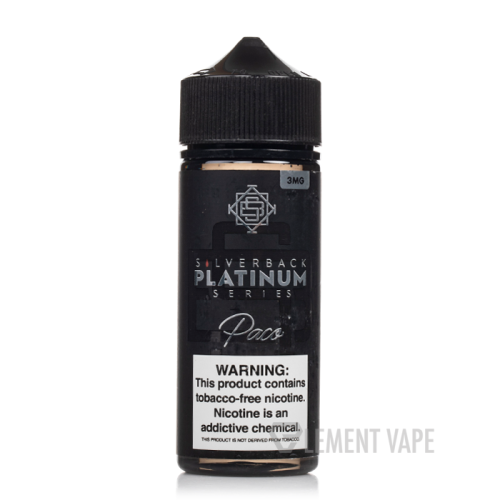 3MG
SILVERBACK
PLATINUM
SERIES
Paco
WARNING:
This product contains
tobacco-free nicotine.
Nicotine is an
addictive chemical.
THIS PRODUCT IS NOT DERIVED FROM TOBACCO
ELEMENT VAPE